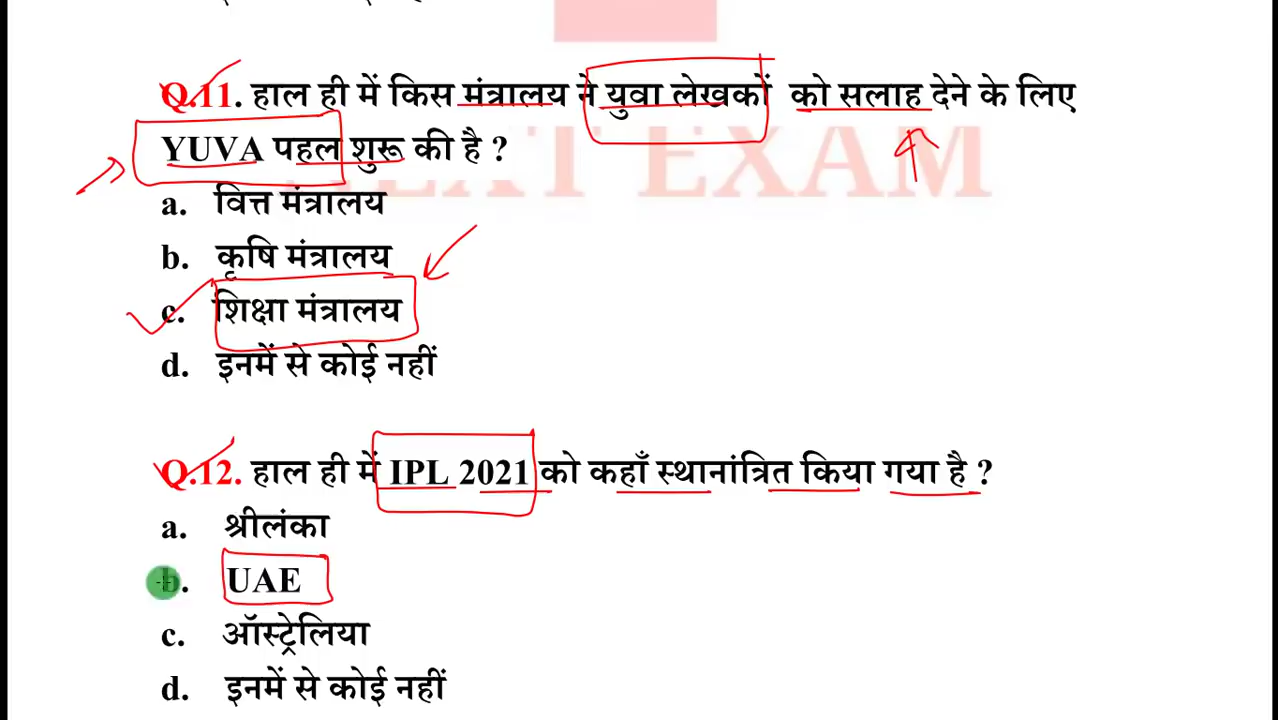 Q.11. हाल ही में किस मंत्रालय ने युवा लेखकों को सलाह देने के लिए
YUVA पहल शुरू की है ?
a. वित्त मंत्रालय
b. कृषि मंत्रालय
c. शिक्षा मंत्रालय
d. इनमें से कोई नहीं
Q.12. हाल ही में IPL 2021 को कहाँ स्थानांत्रित किया गया है ?
a. श्रीलंका
b. UAE
c. ऑस्ट्रेलिया
d. इनमें से कोई नहीं
EXAM